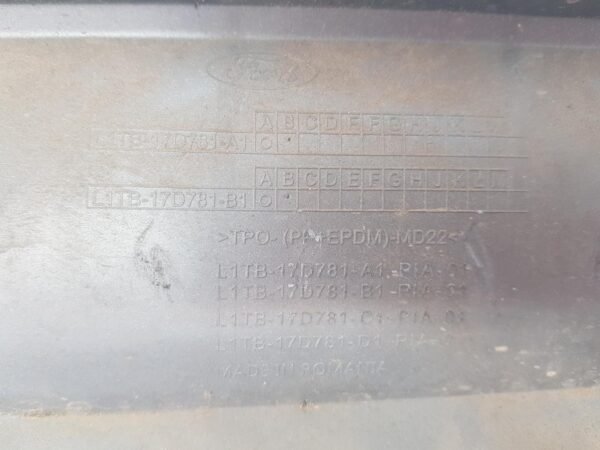 Ford
A B C D E F G H J K L
L1TB-17D781-A1 O
A B C D E F G H J K L
L1TB-17D781-B1 O
>TPO-(PP+EPDM)-MD22<
L1TB-17D781-A1 PIA 01
L1TB-17D781-B1-PIA-01
L1TB-17D781-C1-PIA 01
L1TB-17D781-D1 PIA
MADE IN ROMANIA